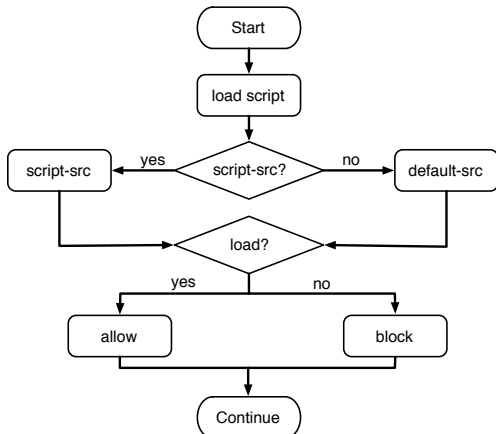 Start
load script
yes
no
script-src
script-src?
default-src
load?
yes
no
allow
block
Continue